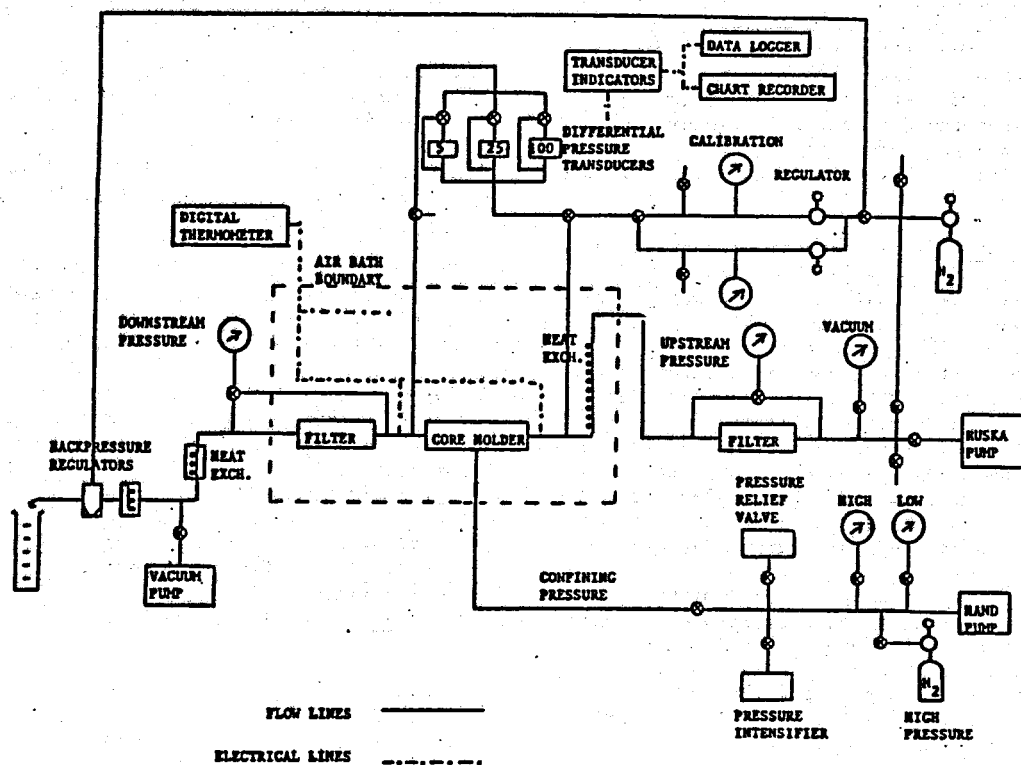 DATA LOGGER
TRANSDUCER
INDICATORS
CHART RECORDER
5
25
100
DIFFERENTIAL
PRESSURE
TRANSDUCERS
CALIBRATION
REGULATOR
DIGITAL
THERMOMETER
N2
AIR BATH
BOUNDARY
DOWNSTREAM
PRESSURE
HEAT
EXCH.
UPSTREAM
PRESSURE
VACUUM
FILTER
CORE HOLDER
FILTER
RUSKA
PUMP
BACKPRESSURE
REGULATORS
HEAT
EXCH.
PRESSURE
RELIEF
VALVE
HIGH
LOW
VACUUM
PUMP
CONFINING
PRESSURE
HAND
PUMP
N2
PRESSURE
INTENSIFIER
HIGH
PRESSURE
FLOW LINES
ELECTRICAL LINES